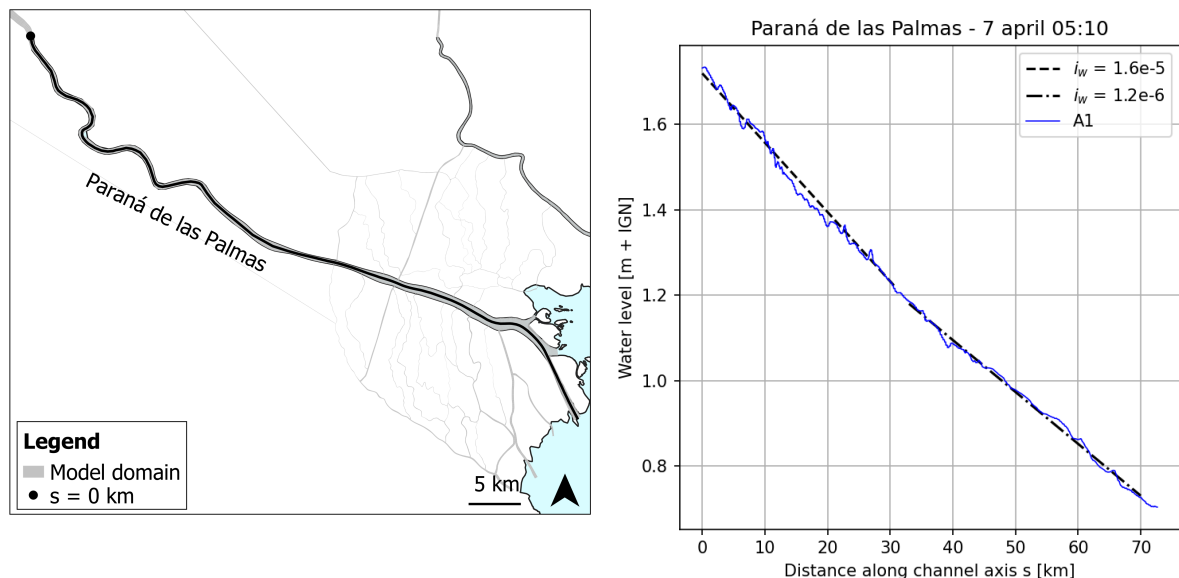 Paraná de las Palmas
Legend
Model domain
s = 0 km
5 km
Paraná de las Palmas - 7 april 05:10
i_w = 1.6e-5
i_w = 1.2e-6
A1
Water level [m + IGN]
1.6
1.4
1.2
1.0
0.8
0 10 20 30 40 50 60 70
Distance along channel axis s [km]